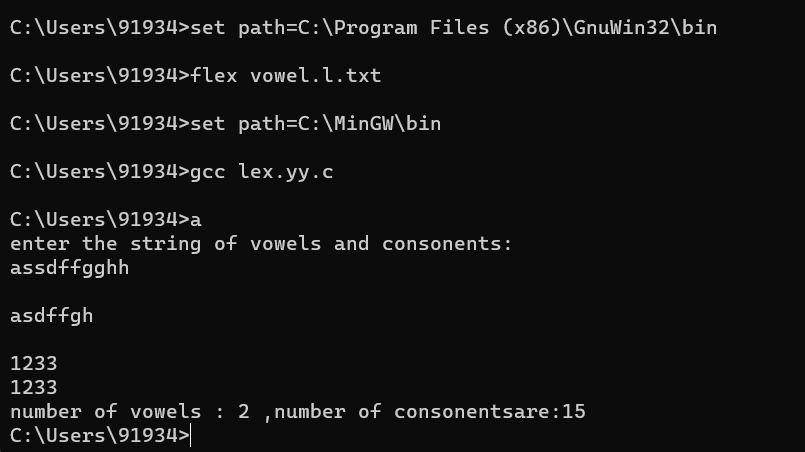 C:\Users\91934>set path=C:\Program Files (x86)\GnuWin32\bin
C:\Users\91934>flex vowel.l.txt
C:\Users\91934>set path=C:\MinGW\bin
C:\Users\91934>gcc lex.yy.c
C:\Users\91934>a
enter the string of vowels and consonents:
assdffgghh
asdffgh
1233
1233
number of vowels : 2 ,number of consonentsare:15
C:\Users\91934>